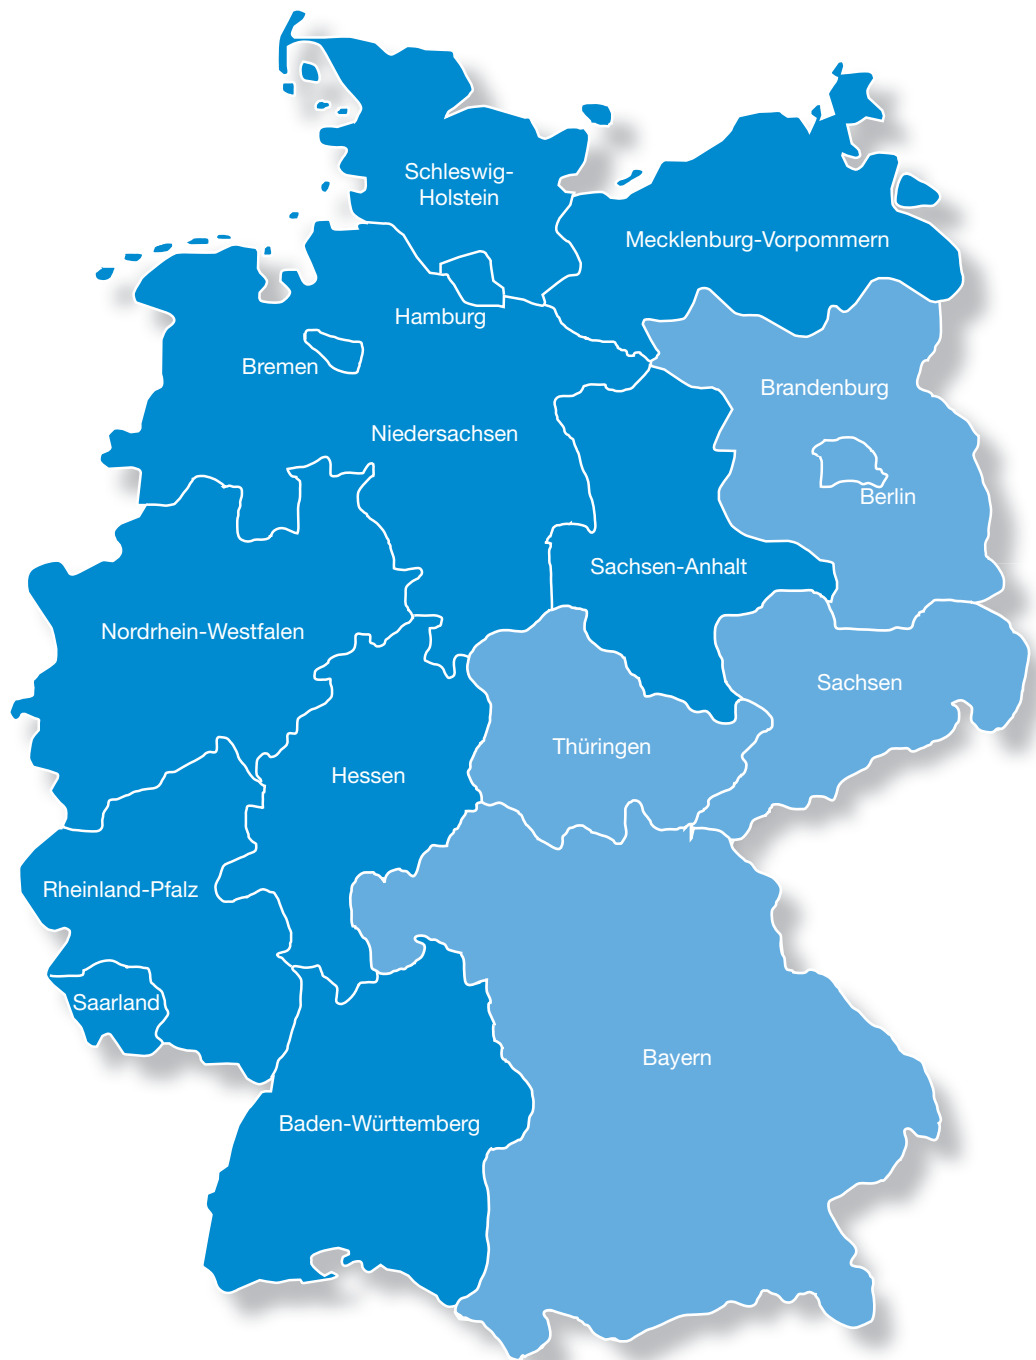 Schleswig-
Holstein
Mecklenburg-Vorpommern
Hamburg
Bremen
Brandenburg
Niedersachsen
Berlin
Sachsen-Anhalt
Nordrhein-Westfalen
Sachsen
Thüringen
Hessen
Rheinland-Pfalz
Saarland
Bayern
Baden-Württemberg